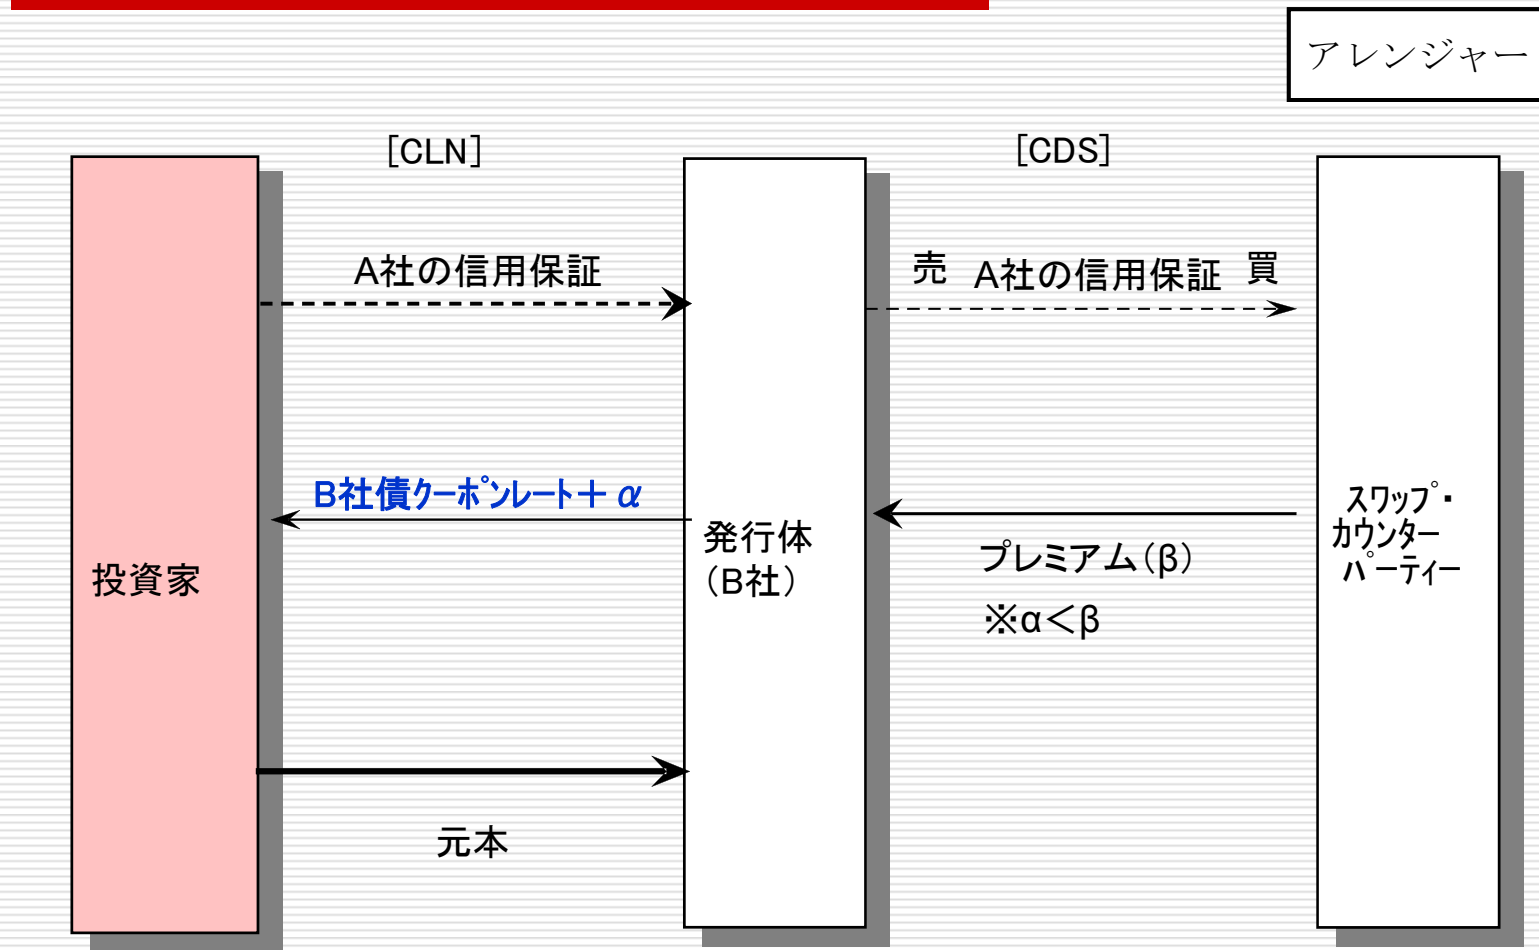 アレンジャー
[CLN]
[CDS]
A社の信用保証
売 A社の信用保証 買
B社債クーポンレート+α
プレミアム(β)
※α<β
投資家
発行体
(B社)
スワップ・
カウンター
パーティー
元本